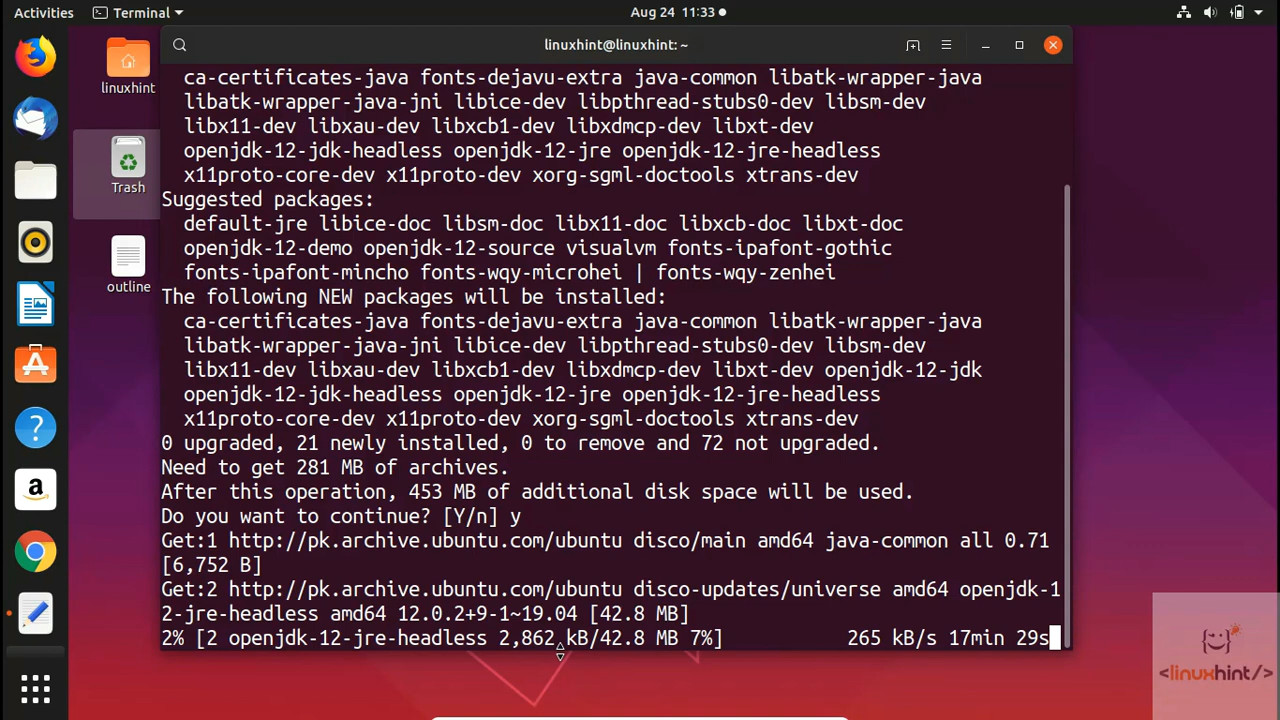 Activities
Terminal
Aug 24 11:33
linuxhint@linuxhint: ~
linuxhint
Trash
outline
ca-certificates-java fonts-dejavu-extra java-common libatk-wrapper-java
libatk-wrapper-java-jni libice-dev libpthread-stubs0-dev libsm-dev
libx11-dev libxau-dev libxcb1-dev libxdmcp-dev libxt-dev
openjdk-12-jdk-headless openjdk-12-jre openjdk-12-jre-headless
x11proto-core-dev x11proto-dev xorg-sgml-doctools xtrans-dev
Suggested packages:
default-jre libice-doc libsm-doc libx11-doc libxcb-doc libxt-doc
openjdk-12-demo openjdk-12-source visualvm fonts-ipafont-gothic
fonts-ipafont-mincho fonts-wqy-microhei | fonts-wqy-zenhei
The following NEW packages will be installed:
ca-certificates-java fonts-dejavu-extra java-common libatk-wrapper-java
libatk-wrapper-java-jni libice-dev libpthread-stubs0-dev libsm-dev
libx11-dev libxau-dev libxcb1-dev libxdmcp-dev libxt-dev openjdk-12-jdk
openjdk-12-jdk-headless openjdk-12-jre openjdk-12-jre-headless
x11proto-core-dev x11proto-dev xorg-sgml-doctools xtrans-dev
0 upgraded, 21 newly installed, 0 to remove and 72 not upgraded.
Need to get 281 MB of archives.
After this operation, 453 MB of additional disk space will be used.
Do you want to continue? [Y/n] y
Get:1 http://pk.archive.ubuntu.com/ubuntu disco/main amd64 java-common all 0.71
[6,752 B]
Get:2 http://pk.archive.ubuntu.com/ubuntu disco-updates/universe amd64 openjdk-1
2-jre-headless amd64 12.0.2+9-1~19.04 [42.8 MB]
2% [2 openjdk-12-jre-headless 2,862 kB/42.8 MB 7%] 265 kB/s 17min 29s
<linuxhint/>